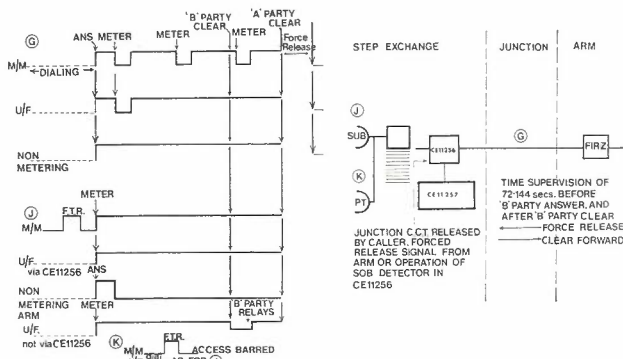 'B' PARTY CLEAR
'A' PARTY CLEAR
METER
METER
ANS METER
Force Release
G
M/M
DIALING
U/F
NON METERING
METER
J
F.T.R.
M/M
U/F
via CE11256
ANS
NON METERING ARM
METER
U/F.
not via CE11256
'B' PARTY RELAYS
K
F.T.R.
M/M
ACCESS BARRED
STEP EXCHANGE
JUNCTION
ARM
J
SUB
K
PT
CE11256
CE11257
G
FIRZ
JUNCTION C.C.T. RELEASED
BY CALLER, FORCED
RELEASE SIGNAL FROM
ARM OR OPERATION OF
SOB DETECTOR IN
CE11256
TIME SUPERVISION OF
72-144 secs. BEFORE
'B' PARTY ANSWER, AND
AFTER 'B' PARTY CLEAR
FORCE RELEASE
CLEAR FORWARD